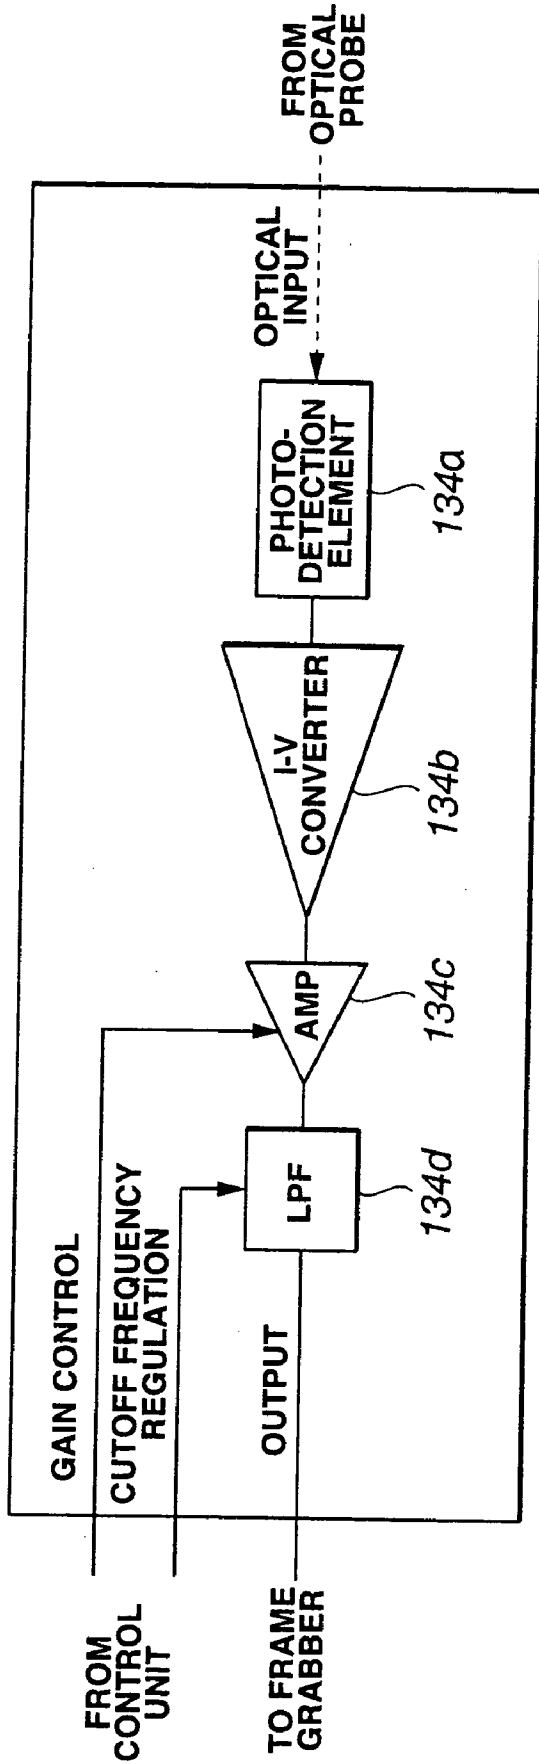 FROM
CONTROL
UNIT
GAIN CONTROL
CUTOFF FREQUENCY
REGULATION
TO FRAME
GRABBER
OUTPUT
LPF
134d
AMP
134c
I-V
CONVERTER
134b
PHOTO-
DETECTION
ELEMENT
134a
OPTICAL
INPUT
FROM
OPTICAL
PROBE